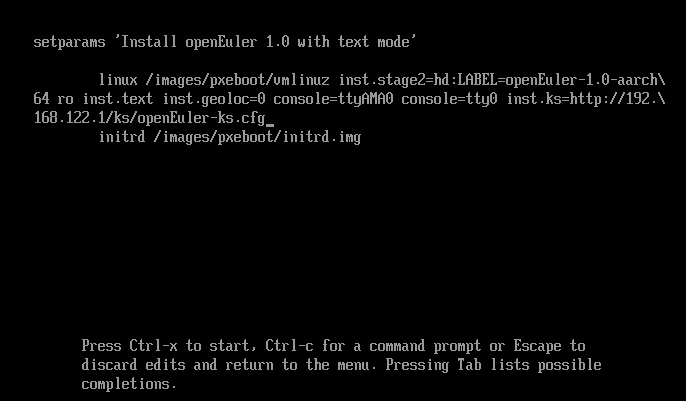 setparams 'Install openEuler 1.0 with text mode'
linux /images/pxeboot/vmlinuz inst.stage2=hd:LABEL=openEuler-1.0-aarch\
64 ro inst.text inst.geoloc=0 console=ttyAMA0 console=tty0 inst.ks=http://192.\
168.122.1/ks/openEuler-ks.cfg_
initrd /images/pxeboot/initrd.img
Press Ctrl-x to start, Ctrl-c for a command prompt or Escape to
discard edits and return to the menu. Pressing Tab lists possible
completions.